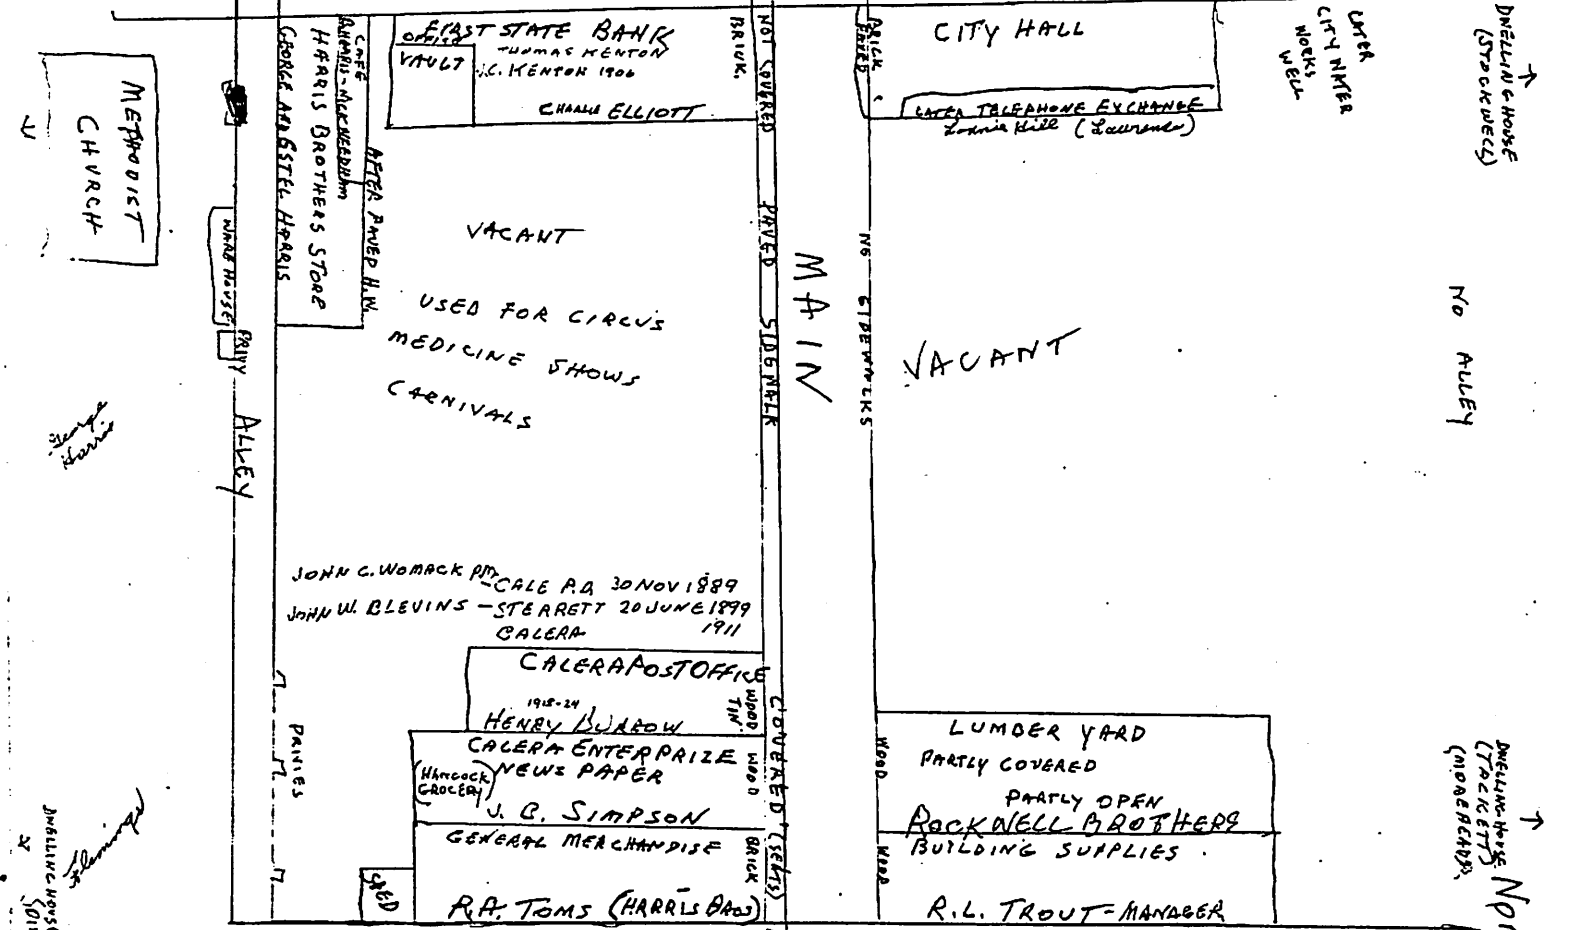 METHODIST
CHURCH
WARE HOUSE
PRIVY
ALLEY
George
Harris
Flemings
DWELLING HOUSE
GEORGE AND ESTEL HARRIS
HARRIS BROTHERS STORE
CAFE
AFTER PAVED H.W.
FIRST STATE BANK
OFFICE
THOMAS KENTON
VAULT
J.C. KENTON 1906
CHARLIE ELLIOTT
BRICK.
NOT COVERED PAVED SIDEWALK
VACANT
USED FOR CIRCUS
MEDICINE SHOWS
CARNIVALS
JOHN C. WOMACK PM - CALE P.O. 30 NOV 1889
JOHN W. BLEVINS - STERRETT 20 JUNE 1899
CALERA 1911
CALERA POST OFFICE
1915-24
HENRY BURROW
WOOD
TIN
CALERA ENTERPRIZE
NEWS PAPER
(HANCOCK
GROCERY)
J. B. SIMPSON
WOOD
GENERAL MERCHANDISE
BRICK
R.A. TOMS (HARRIS BROS)
SHED
PRIVIES
COVERED (SEATS)
MAIN
NO SIDEWALKS
BRICK
PAVED
CITY HALL
LATER TELEPHONE EXCHANGE
Lonnie Hill (Laurence)
LATER
CITY WATER
WORKS
WELL
DWELLING HOUSE
(STOCKWELL)
VACANT
NO ALLEY
LUMBER YARD
PARTLY COVERED
PARTLY OPEN
ROCKWELL BROTHERS
WOOD
BUILDING SUPPLIES
WOOD
R.L. TROUT - MANAGER
DWELLING HOUSE
(TACKETT)
(MOREHEAD)